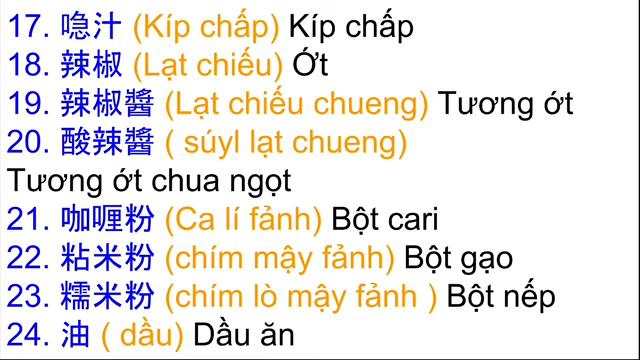 17. 喼汁 (Kíp chấp) Kíp chấp
18. 辣椒 (Lạt chiếu) Ớt
19. 辣椒醬 (Lạt chiếu chueng) Tương ớt
20. 酸辣醬 ( súyl lạt chueng)
Tương ớt chua ngọt
21. 咖喱粉 (Ca lí fảnh) Bột cari
22. 粘米粉 (chím mậy fảnh) Bột gạo
23. 糯米粉 (chím lò mậy fảnh ) Bột nếp
24. 油 ( dầu) Dầu ăn